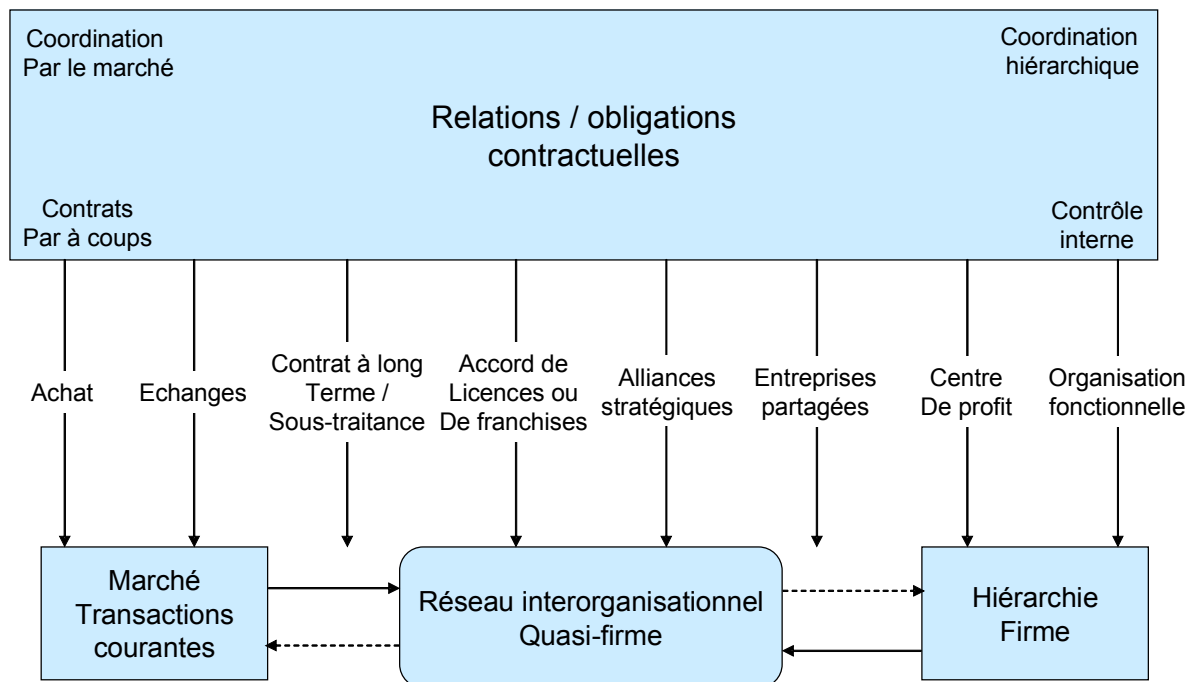 Coordination
Par le marché
Coordination
hiérarchique
Relations / obligations
contractuelles
Contrats
Par à coups
Contrôle
interne
Achat
Echanges
Contrat à long
Terme /
Sous-traitance
Accord de
Licences ou
De franchises
Alliances
stratégiques
Entreprises
partagées
Centre
De profit
Organisation
fonctionnelle
Marché
Transactions
courantes
Réseau interorganisationnel
Quasi-firme
Hiérarchie
Firme